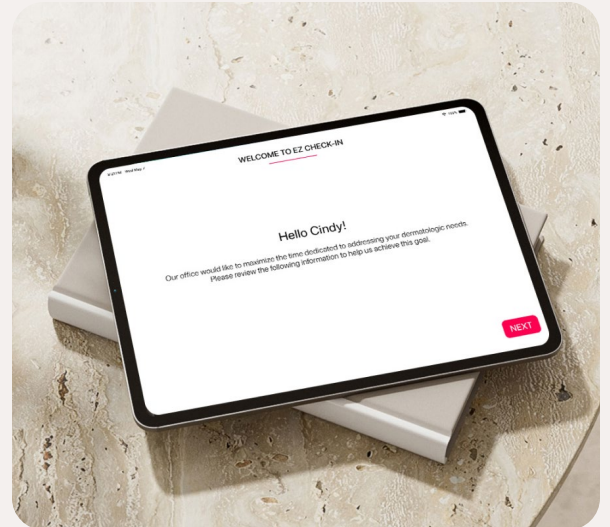 WELCOME TO EZ CHECK-IN
Hello Cindy!
Our office would like to maximize the time dedicated to addressing your dermatologic needs.
Please review the following information to help us achieve this goal.
NEXT